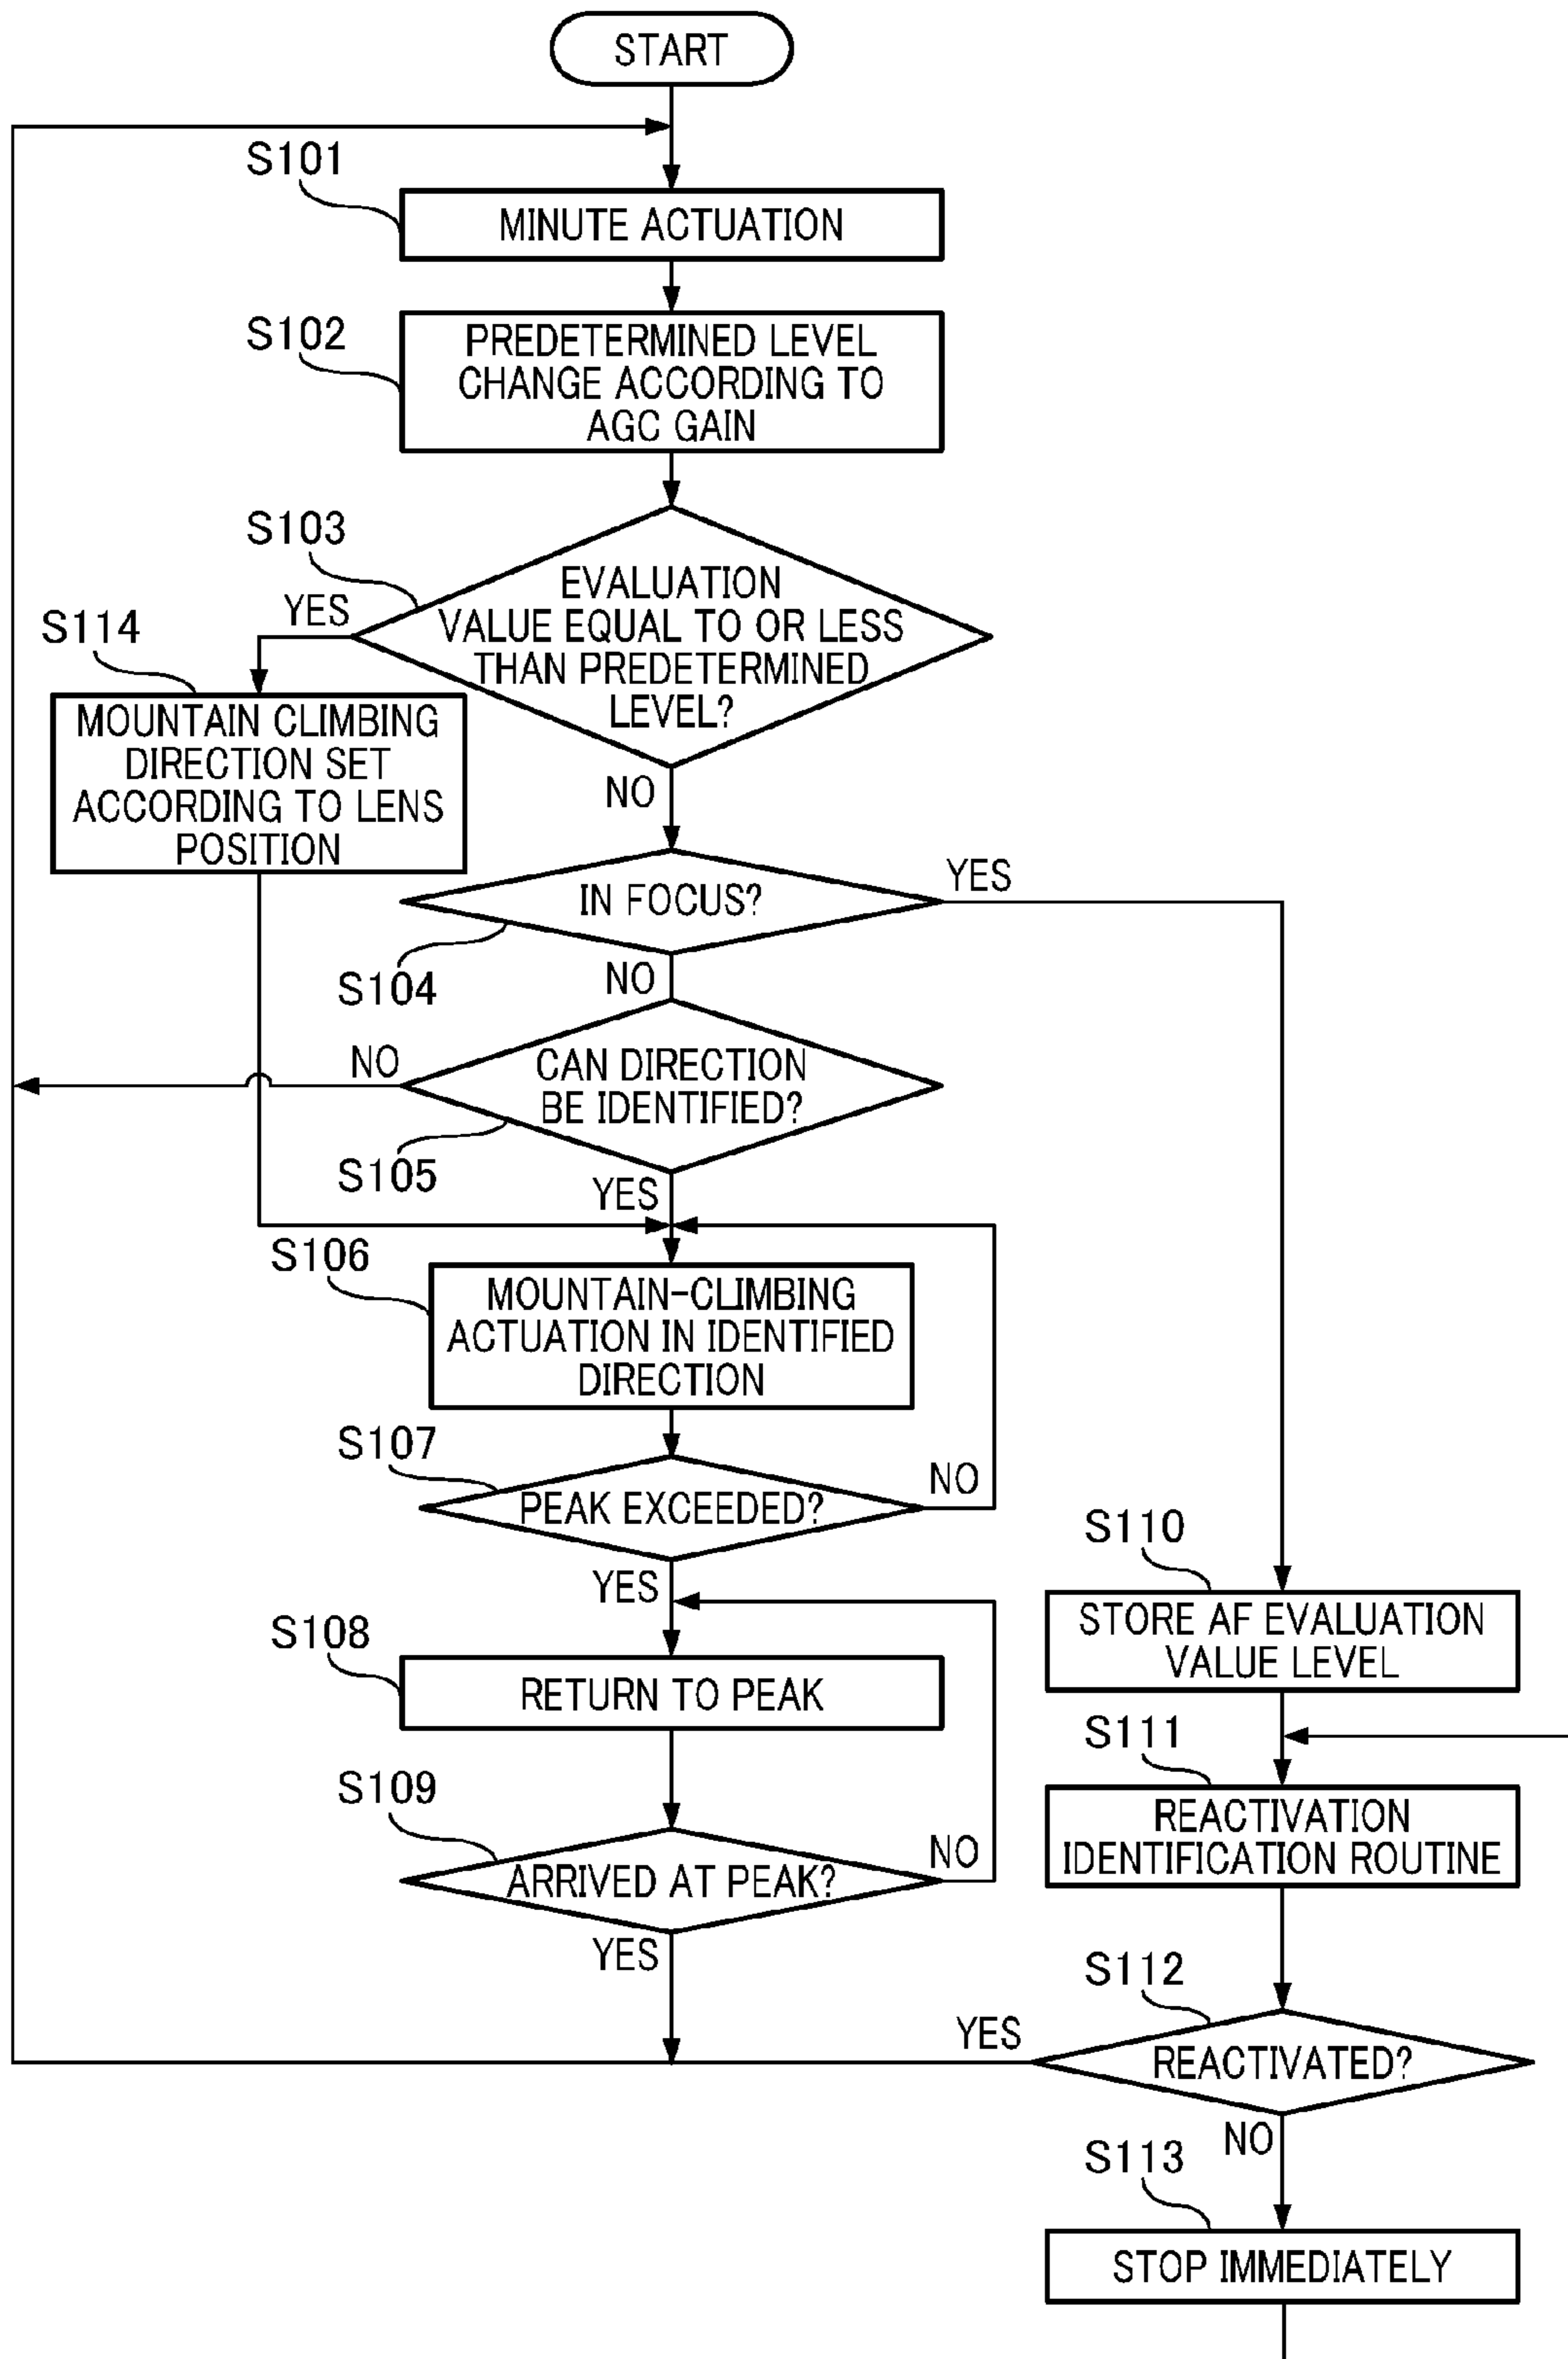 START
S101
MINUTE ACTUATION
S102
PREDETERMINED LEVEL
CHANGE ACCORDING TO
AGC GAIN
S103
EVALUATION
VALUE EQUAL TO OR LESS
THAN PREDETERMINED
LEVEL?
YES
S114
MOUNTAIN CLIMBING
DIRECTION SET
ACCORDING TO LENS
POSITION
NO
IN FOCUS?
YES
S104
NO
CAN DIRECTION
BE IDENTIFIED?
NO
S105
YES
S106
MOUNTAIN-CLIMBING
ACTUATION IN IDENTIFIED
DIRECTION
S107
PEAK EXCEEDED?
NO
YES
S108
RETURN TO PEAK
S109
ARRIVED AT PEAK?
NO
YES
S110
STORE AF EVALUATION
VALUE LEVEL
S111
REACTIVATION
IDENTIFICATION ROUTINE
S112
YES
REACTIVATED?
NO
S113
STOP IMMEDIATELY